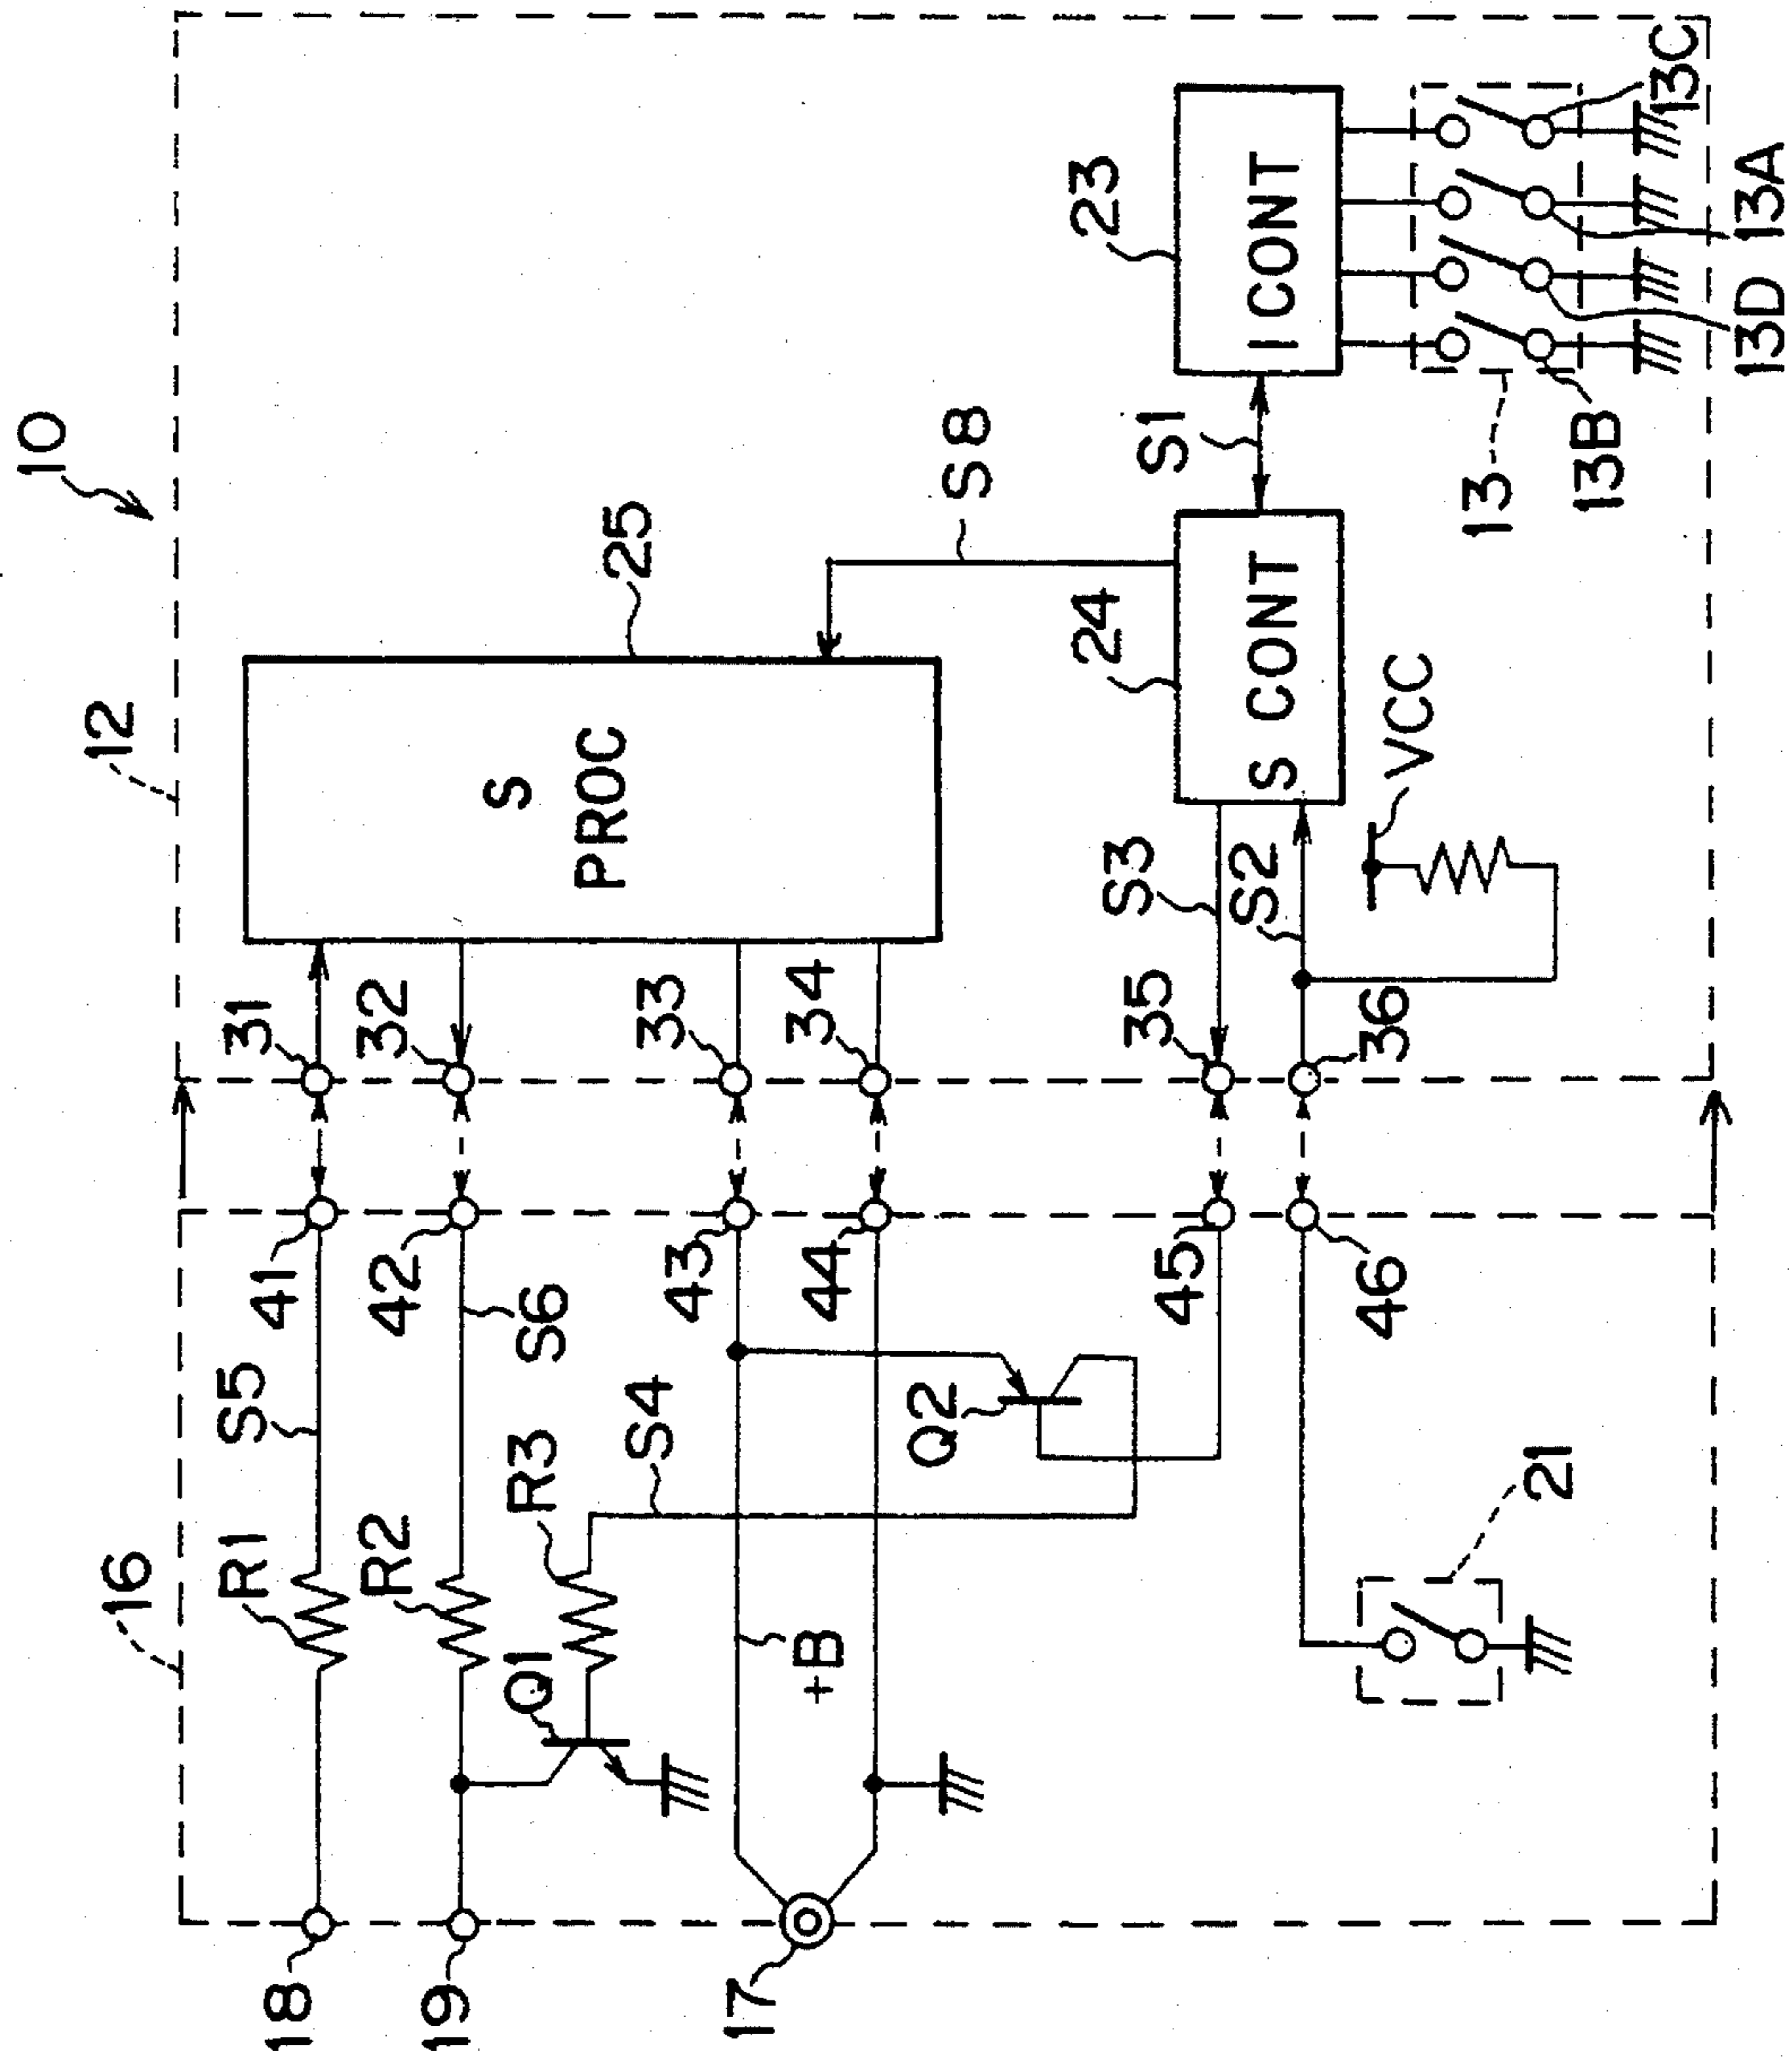 10
12
25
S
PROC
S8
23
I CONT
S1
24
S CONT
13
13B
13D
13A
13C
VCC
S3
S2
31
32
33
34
35
36
41
42
43
44
45
46
16
S5
S6
R1
R2
R3
Q1
S4
Q2
+B
21
18
19
17